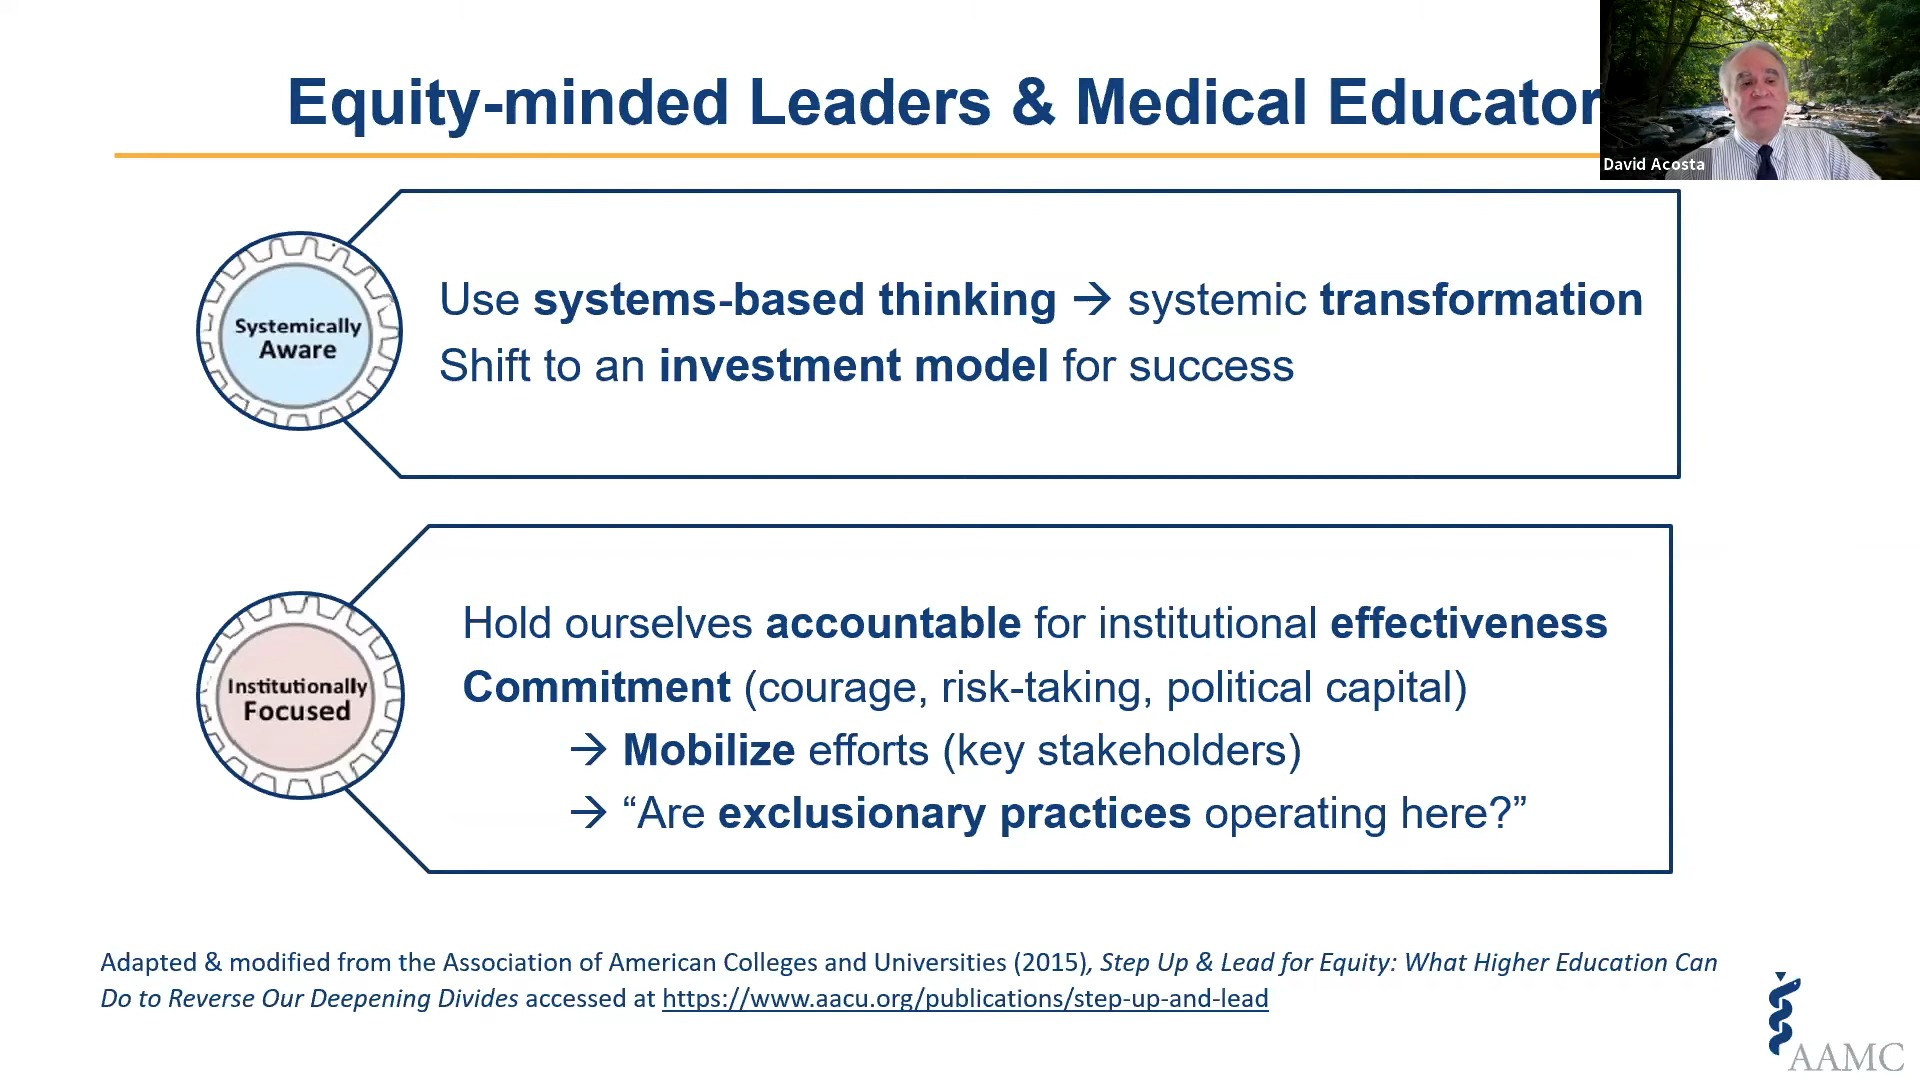 Equity-minded Leaders & Medical Educator
David Acosta
Systemically
Aware
Use systems-based thinking → systemic transformation
Shift to an investment model for success
Institutionally
Focused
Hold ourselves accountable for institutional effectiveness
Commitment (courage, risk-taking, political capital)
→ Mobilize efforts (key stakeholders)
→ “Are exclusionary practices operating here?”
Adapted & modified from the Association of American Colleges and Universities (2015), Step Up & Lead for Equity: What Higher Education Can
Do to Reverse Our Deepening Divides accessed at https://www.aacu.org/publications/step-up-and-lead
AAMC